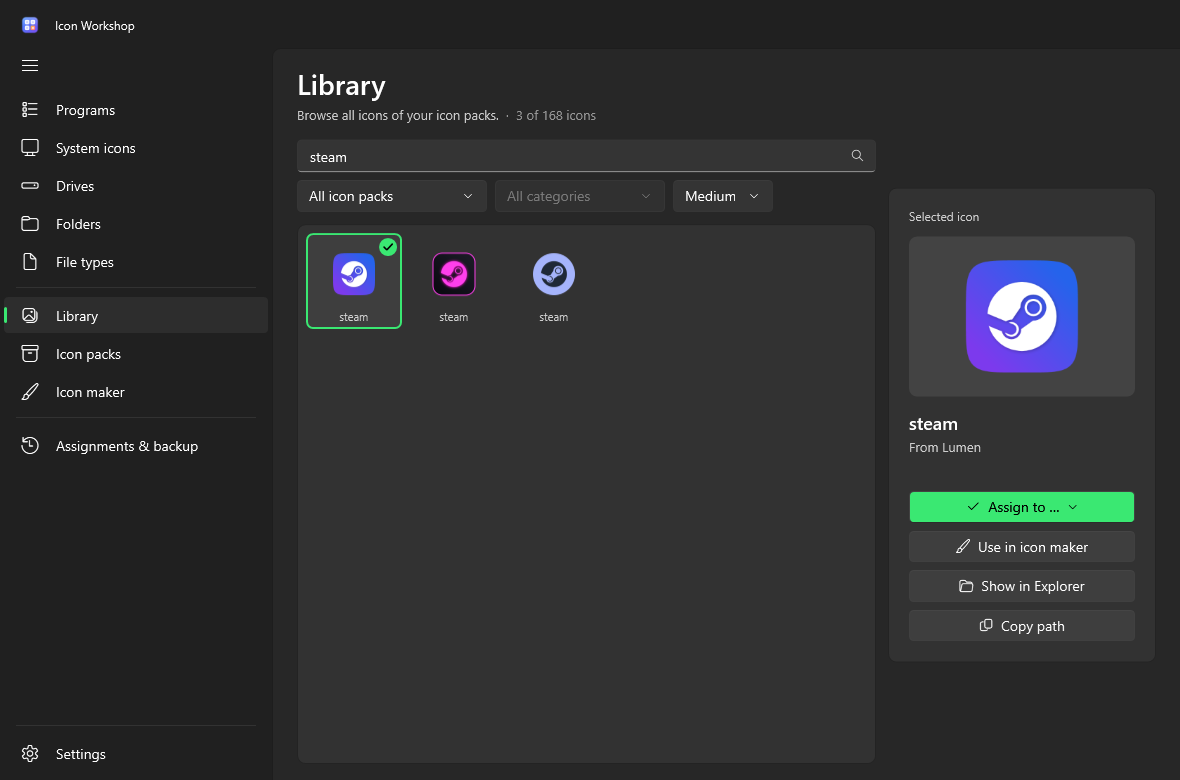 Icon Workshop
Programs
System icons
Drives
Folders
File types
Library
Icon packs
Icon maker
Assignments & backup
Settings
Library
Browse all icons of your icon packs. · 3 of 168 icons
steam
All icon packs
All categories
Medium
steam
steam
steam
Selected icon
steam
From Lumen
Assign to ...
Use in icon maker
Show in Explorer
Copy path